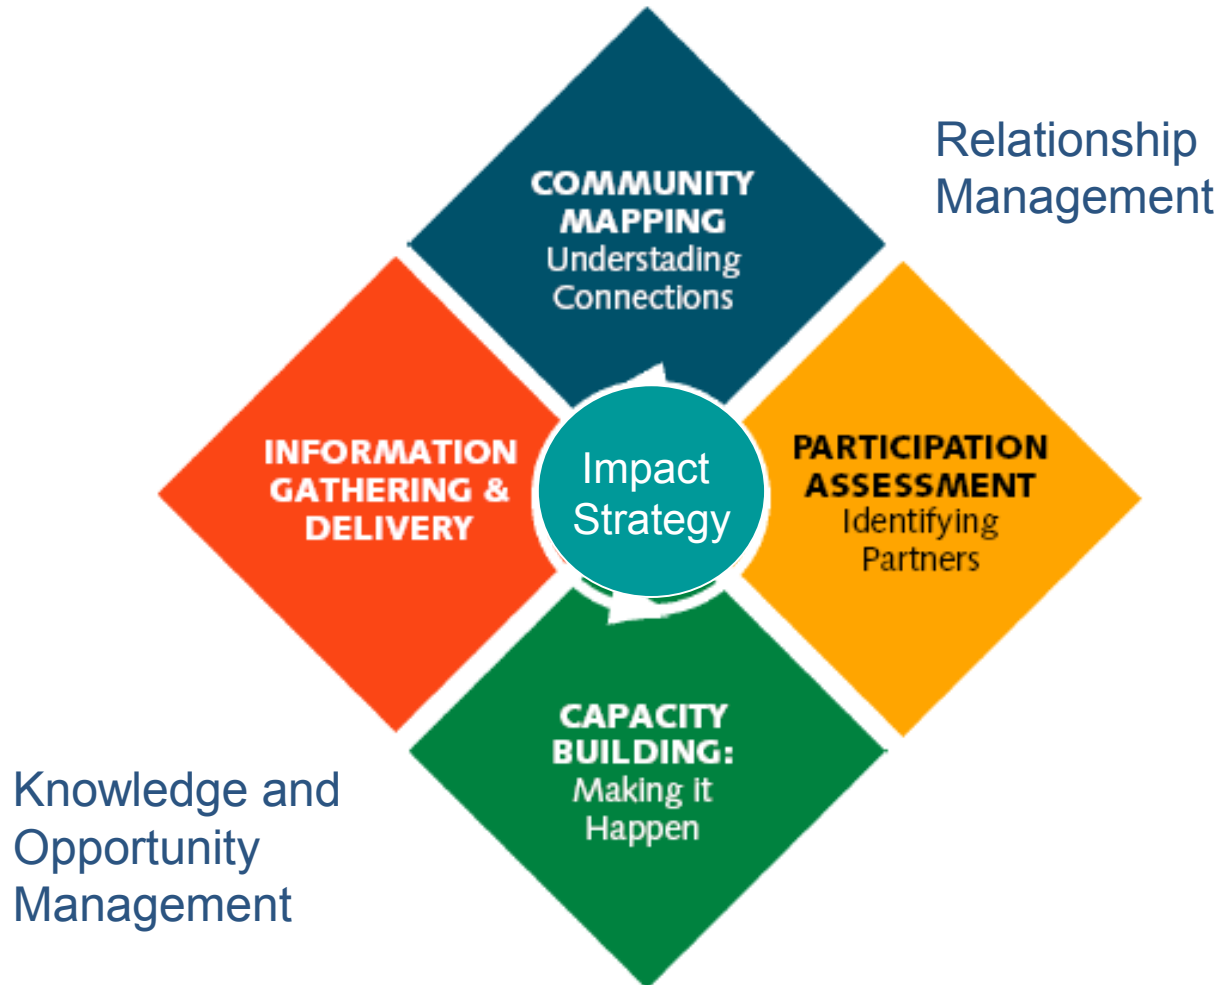 COMMUNITY
MAPPING
Understading
Connections
Relationship
Management
INFORMATION
GATHERING &
DELIVERY
Impact
Strategy
PARTICIPATION
ASSESSMENT
Identifying
Partners
CAPACITY
BUILDING:
Making it
Happen
Knowledge and
Opportunity
Management